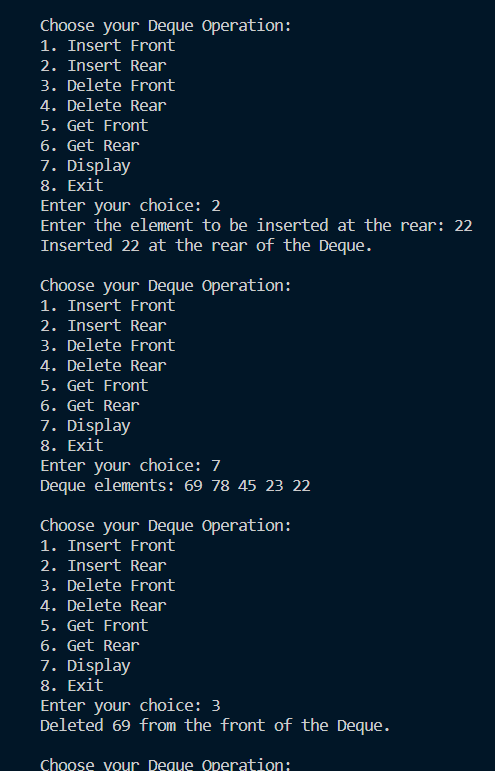 Choose your Deque Operation:
1. Insert Front
2. Insert Rear
3. Delete Front
4. Delete Rear
5. Get Front
6. Get Rear
7. Display
8. Exit
Enter your choice: 2
Enter the element to be inserted at the rear: 22
Inserted 22 at the rear of the Deque.
Choose your Deque Operation:
1. Insert Front
2. Insert Rear
3. Delete Front
4. Delete Rear
5. Get Front
6. Get Rear
7. Display
8. Exit
Enter your choice: 7
Deque elements: 69 78 45 23 22
Choose your Deque Operation:
1. Insert Front
2. Insert Rear
3. Delete Front
4. Delete Rear
5. Get Front
6. Get Rear
7. Display
8. Exit
Enter your choice: 3
Deleted 69 from the front of the Deque.
Choose your Deque Operation: